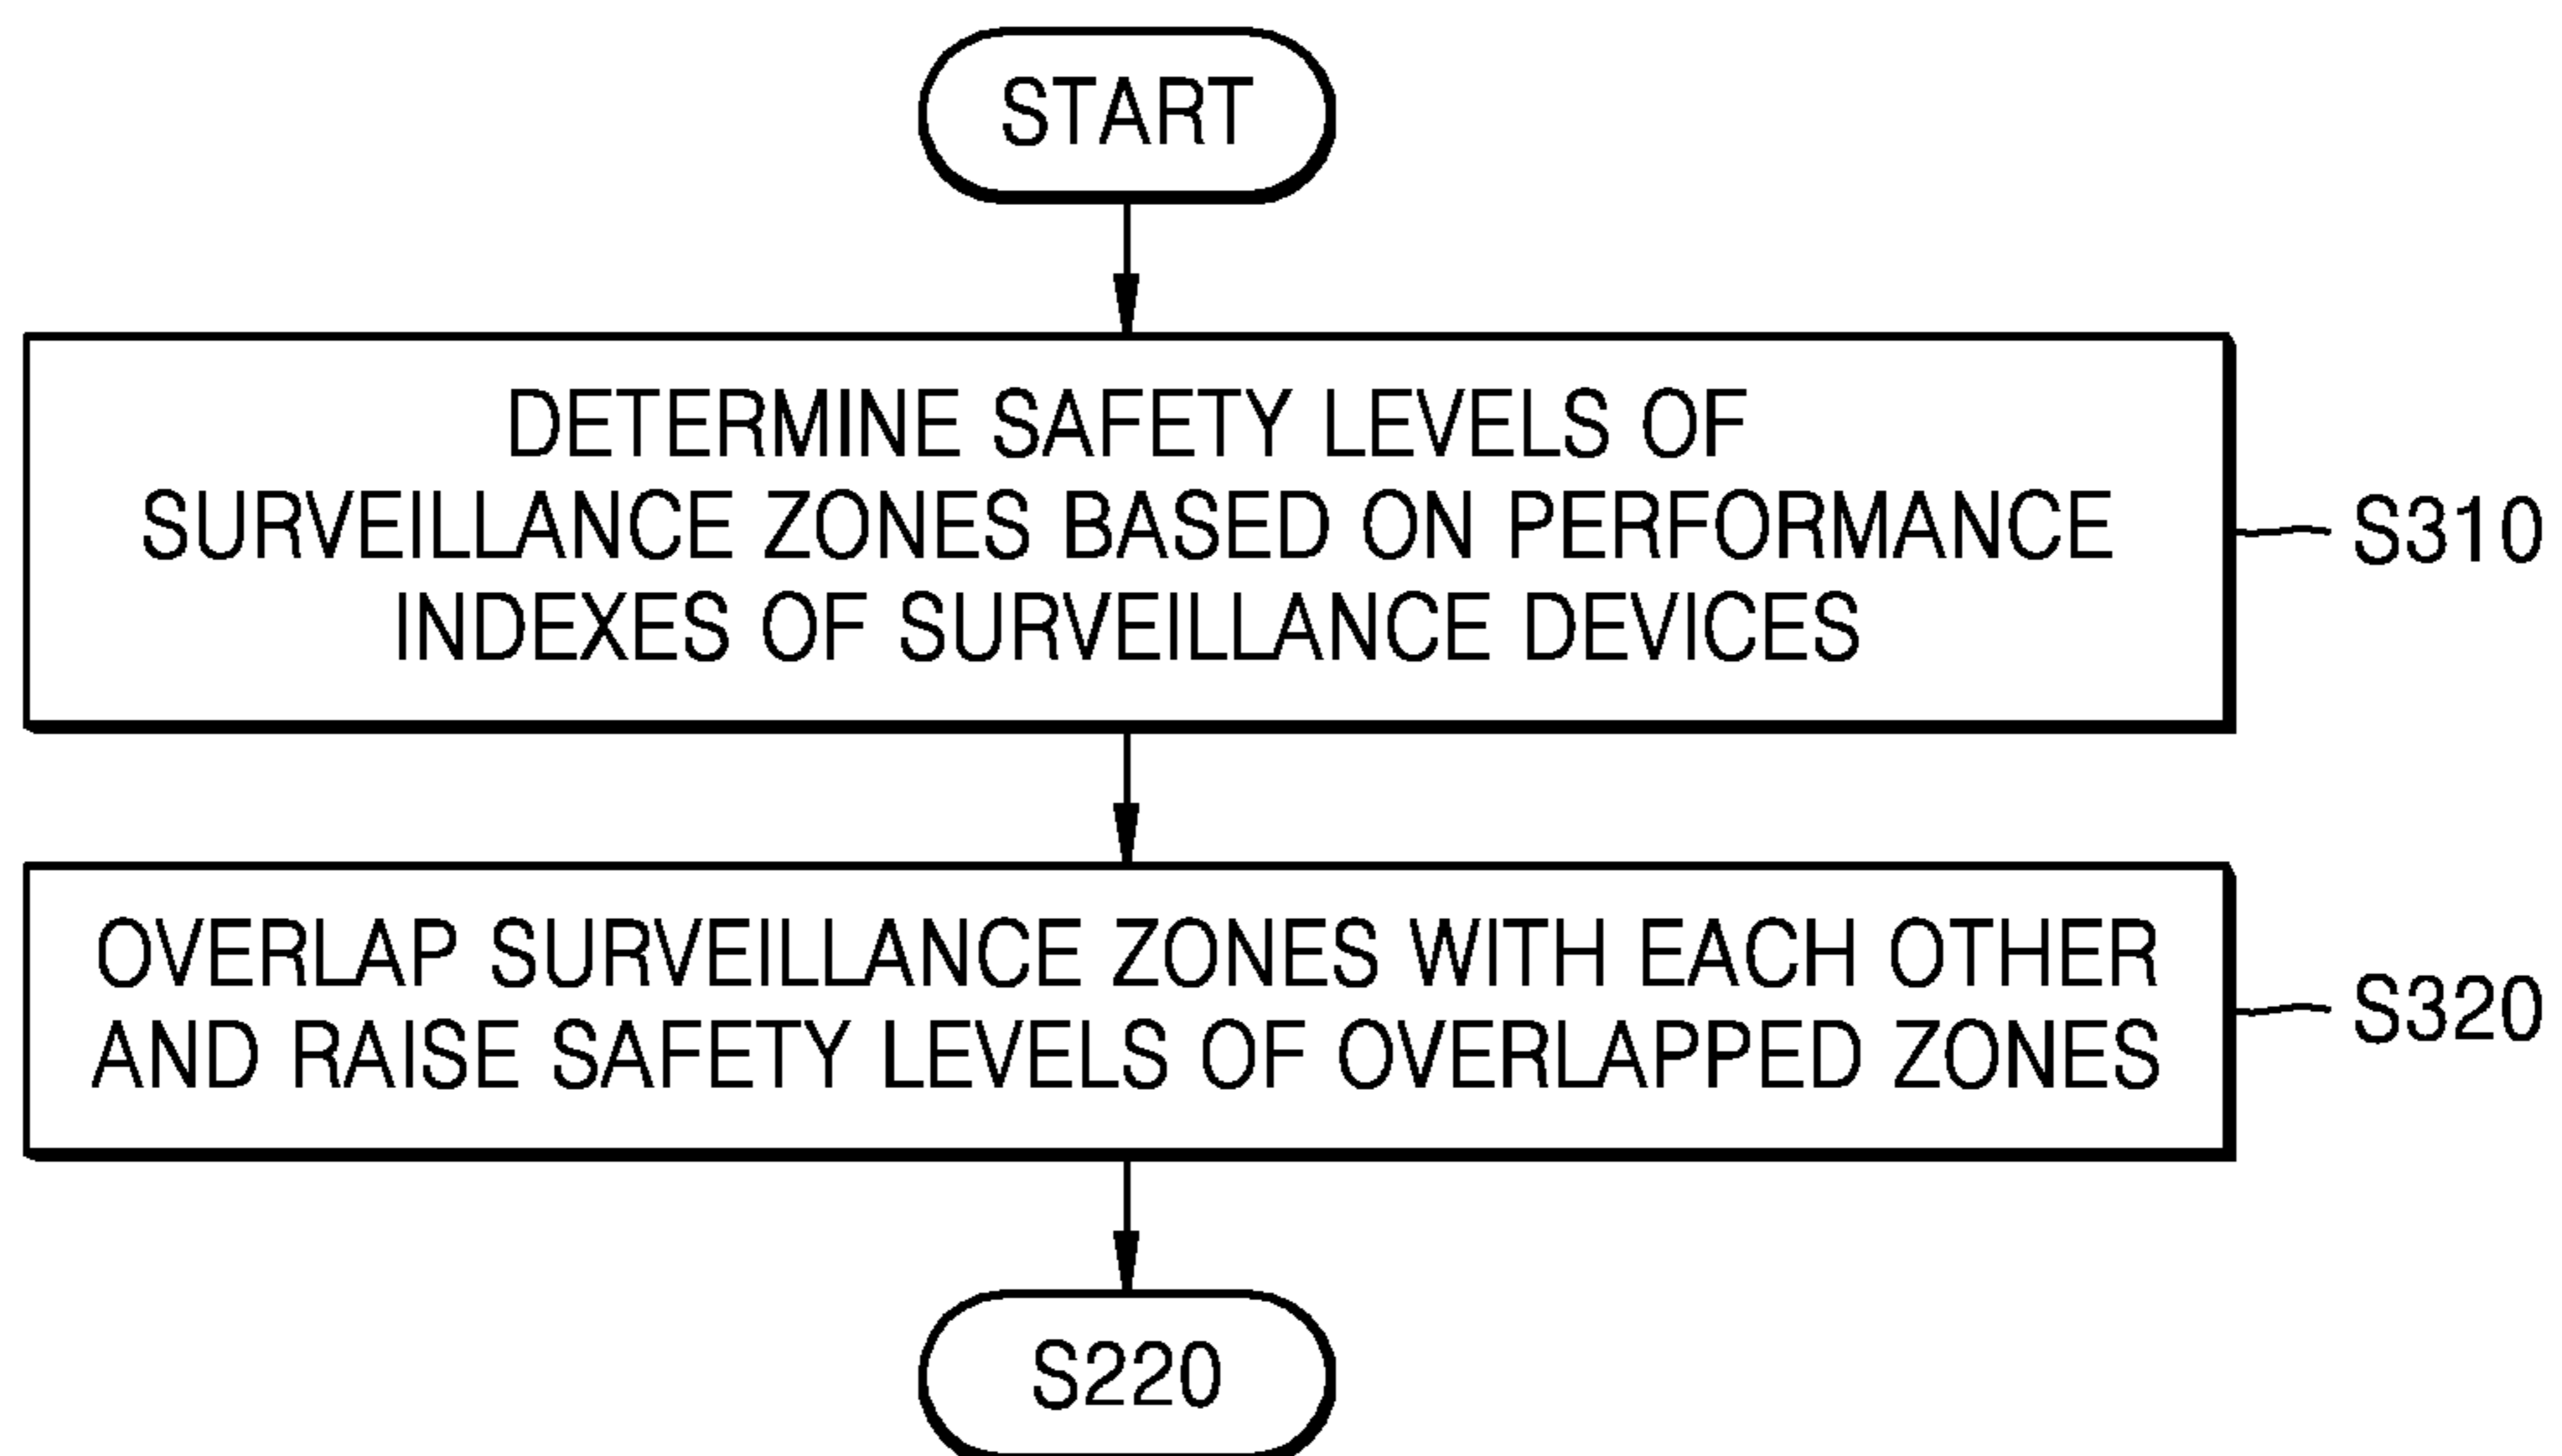 START
DETERMINE SAFETY LEVELS OF
SURVEILLANCE ZONES BASED ON PERFORMANCE
INDEXES OF SURVEILLANCE DEVICES
S310
OVERLAP SURVEILLANCE ZONES WITH EACH OTHER
AND RAISE SAFETY LEVELS OF OVERLAPPED ZONES
S320
S220